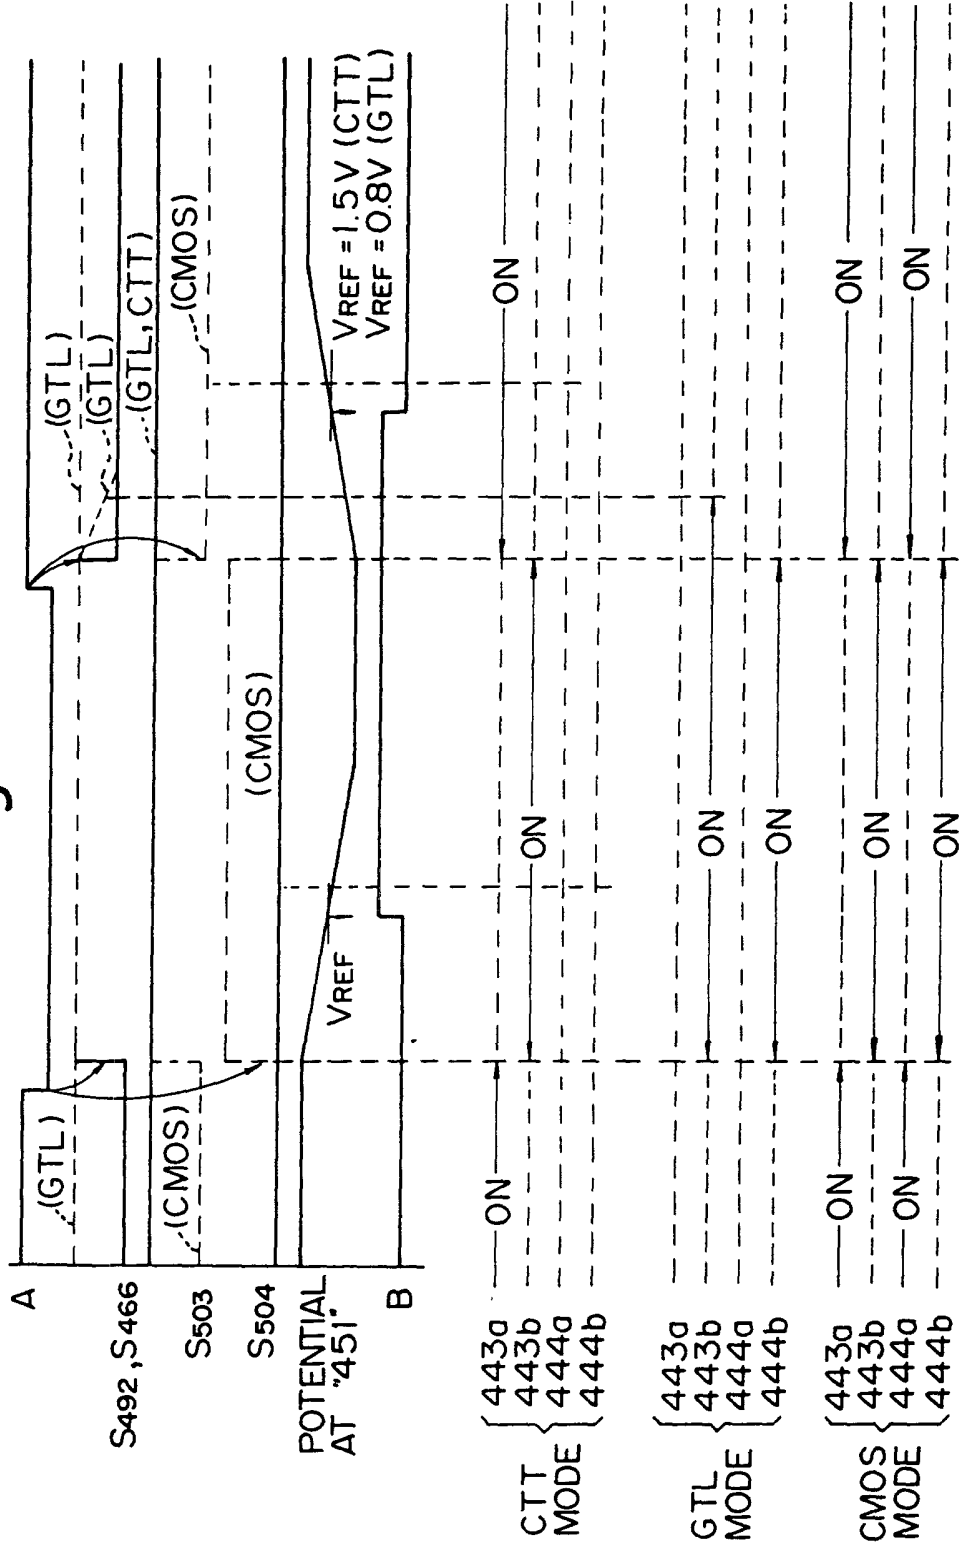 A
S492, S466
S503
S504
POTENTIAL
AT "451"
B
(GTL)
(CMOS)
(GTL)
(GTL)
(GTL, CTT)
(CMOS)
(CMOS)
VREF
VREF = 1.5V (CTT)
VREF = 0.8V (GTL)
CTT
MODE
443a ON ON
443b ON
444a
444b
GTL
MODE
443a
443b ON
444a
444b ON
CMOS
MODE
443a ON ON
443b ON
444a ON ON
444b ON